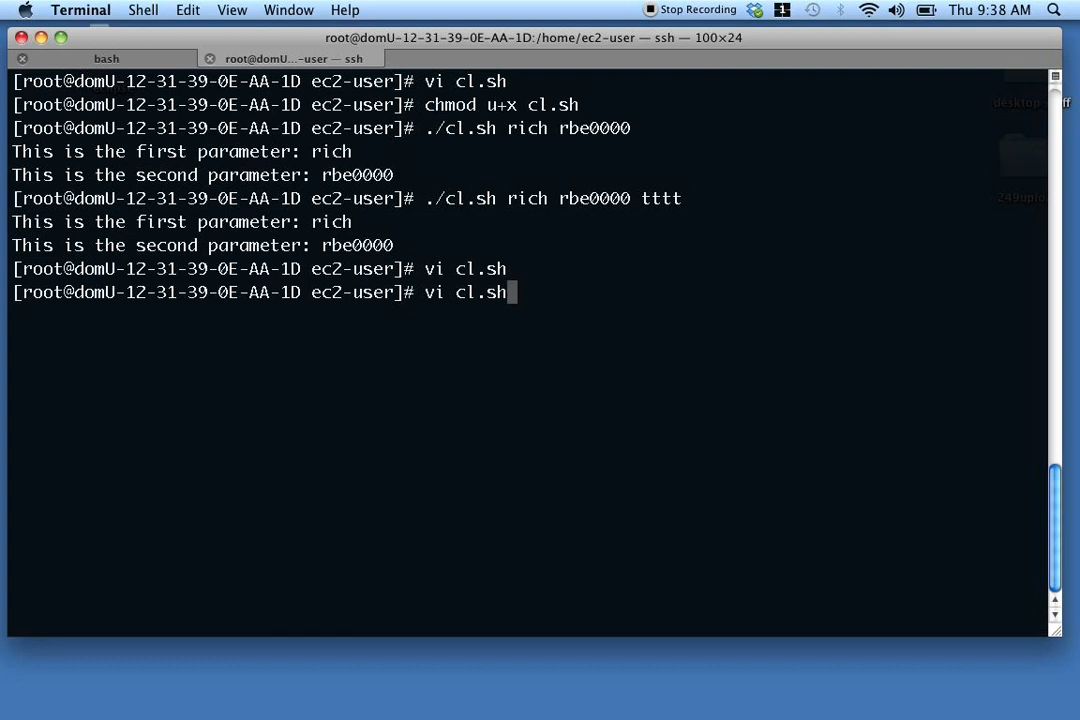 Terminal Shell Edit View Window Help Stop Recording 1 Thu 9:38 AM
root@domU-12-31-39-0E-AA-1D:/home/ec2-user — ssh — 100×24
bash root@domU...-user — ssh
[root@domU-12-31-39-0E-AA-1D ec2-user]# vi cl.sh
[root@domU-12-31-39-0E-AA-1D ec2-user]# chmod u+x cl.sh
[root@domU-12-31-39-0E-AA-1D ec2-user]# ./cl.sh rich rbe0000
This is the first parameter: rich
This is the second parameter: rbe0000
[root@domU-12-31-39-0E-AA-1D ec2-user]# ./cl.sh rich rbe0000 tttt
This is the first parameter: rich
This is the second parameter: rbe0000
[root@domU-12-31-39-0E-AA-1D ec2-user]# vi cl.sh
[root@domU-12-31-39-0E-AA-1D ec2-user]# vi cl.sh
desktop